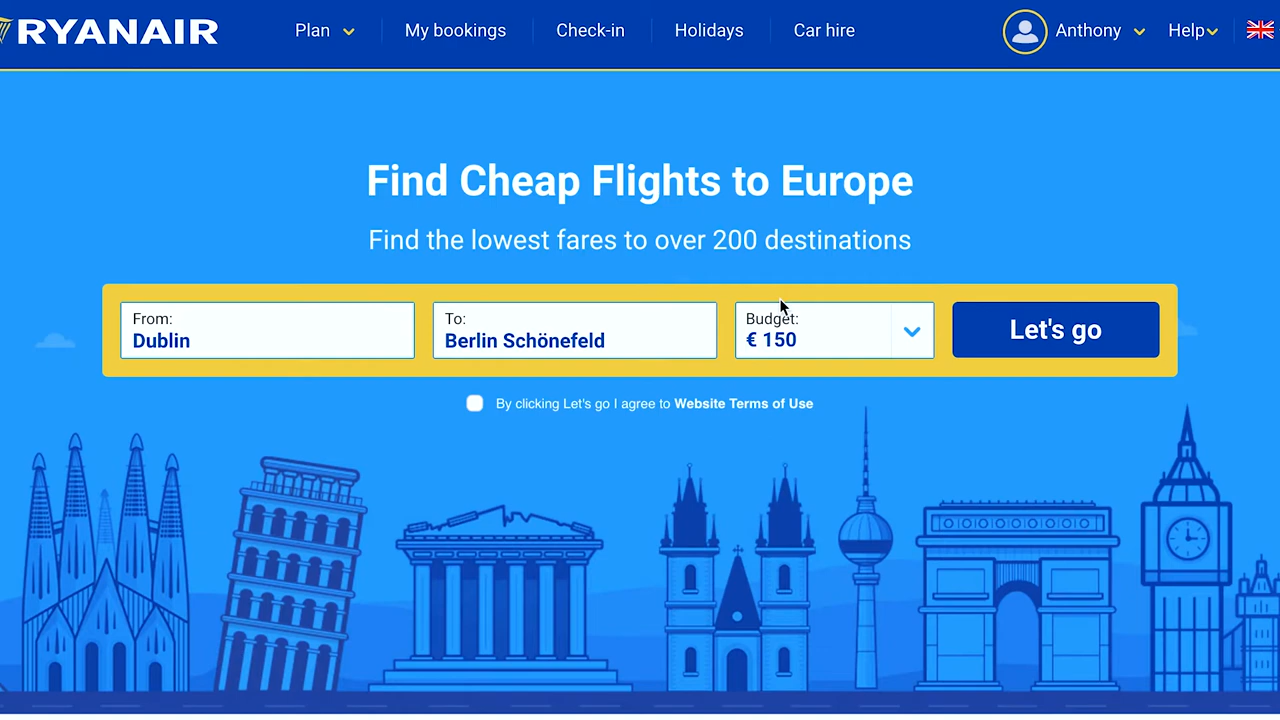 RYANAIR Plan My bookings Check-in Holidays Car hire Anthony Help
Find Cheap Flights to Europe
Find the lowest fares to over 200 destinations
From: To: Budget:
Dublin Berlin Schönefeld € 150 Let's go
By clicking Let's go I agree to Website Terms of Use